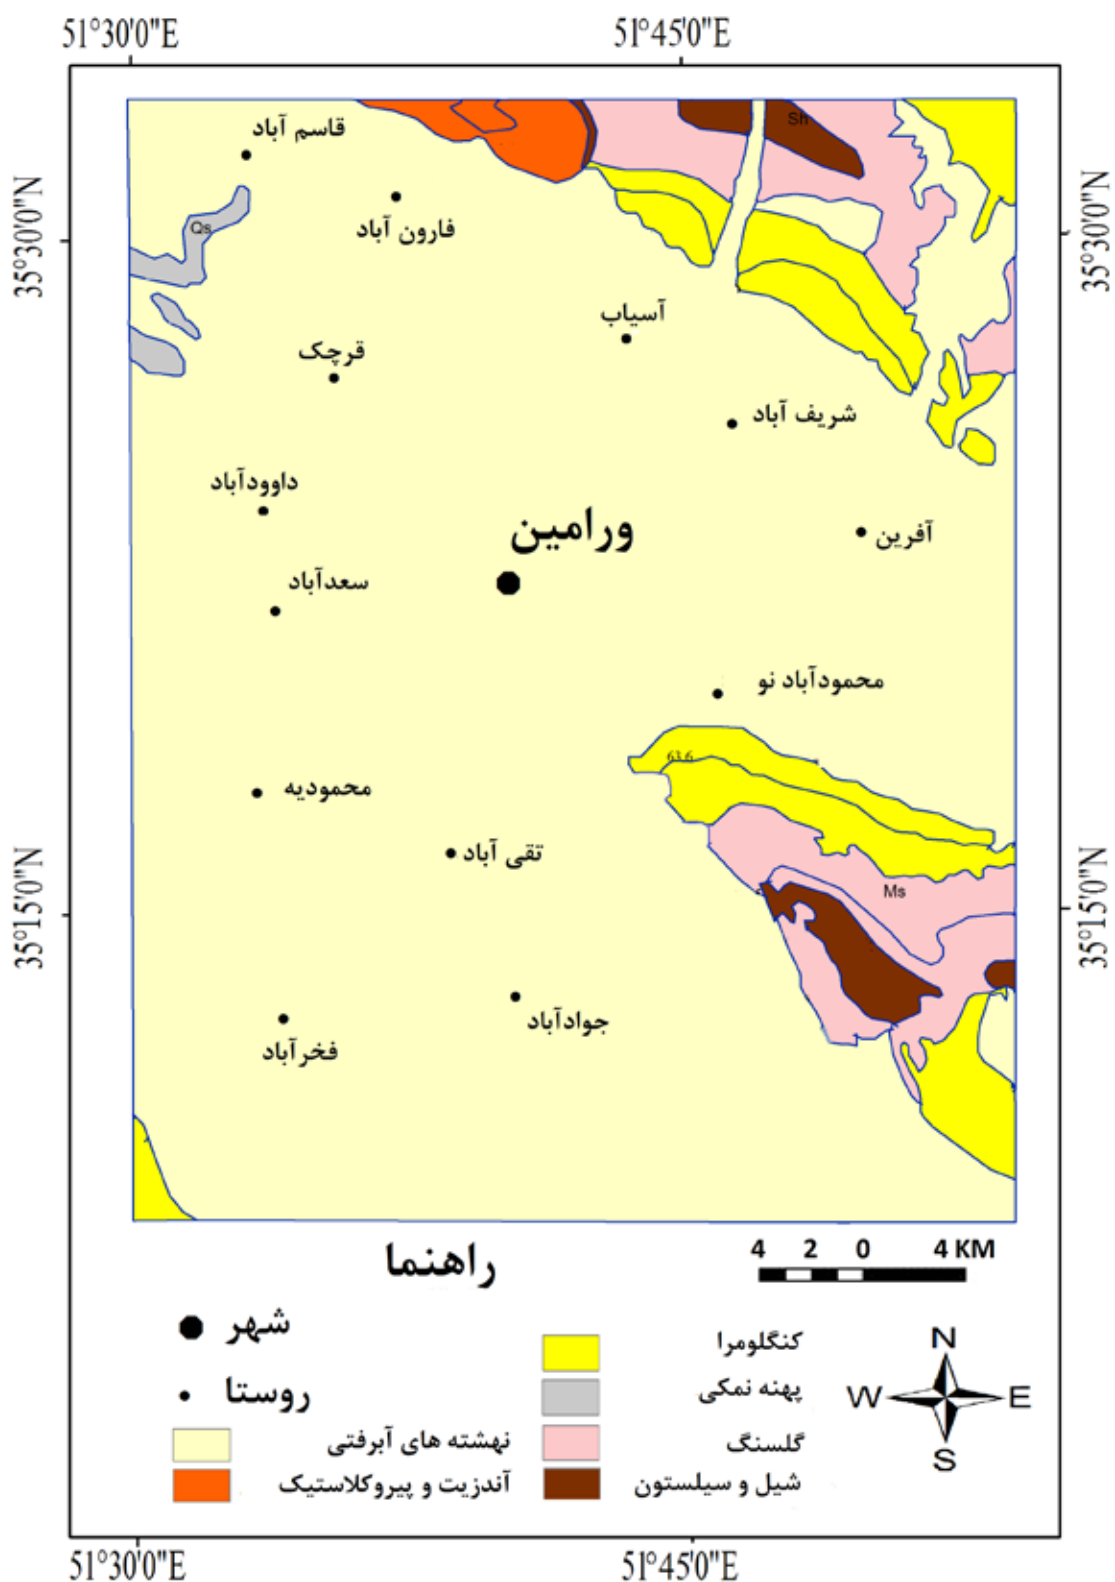 51°30'0"E
51°45'0"E
قاسم آباد
Sh
فارون آباد
Qs
35°30'0"N
35°30'0"N
آسیاب
قرچک
شریف آباد
داوودآباد
ورامین
آفرین
سعدآباد
محمودآباد نو
63.6
محمودیه
تقی آباد
Ms
35°15'0"N
35°15'0"N
جوادآباد
فخرآباد
راهنما
4 2 0 4 KM
شهر
روستا
نهشته های آبرفتی
آندزیت و پیروکلاستیک
کنگلومرا
پهنه نمکی
گلسنگ
شیل و سیلستون
N
W
E
S
51°30'0"E
51°45'0"E